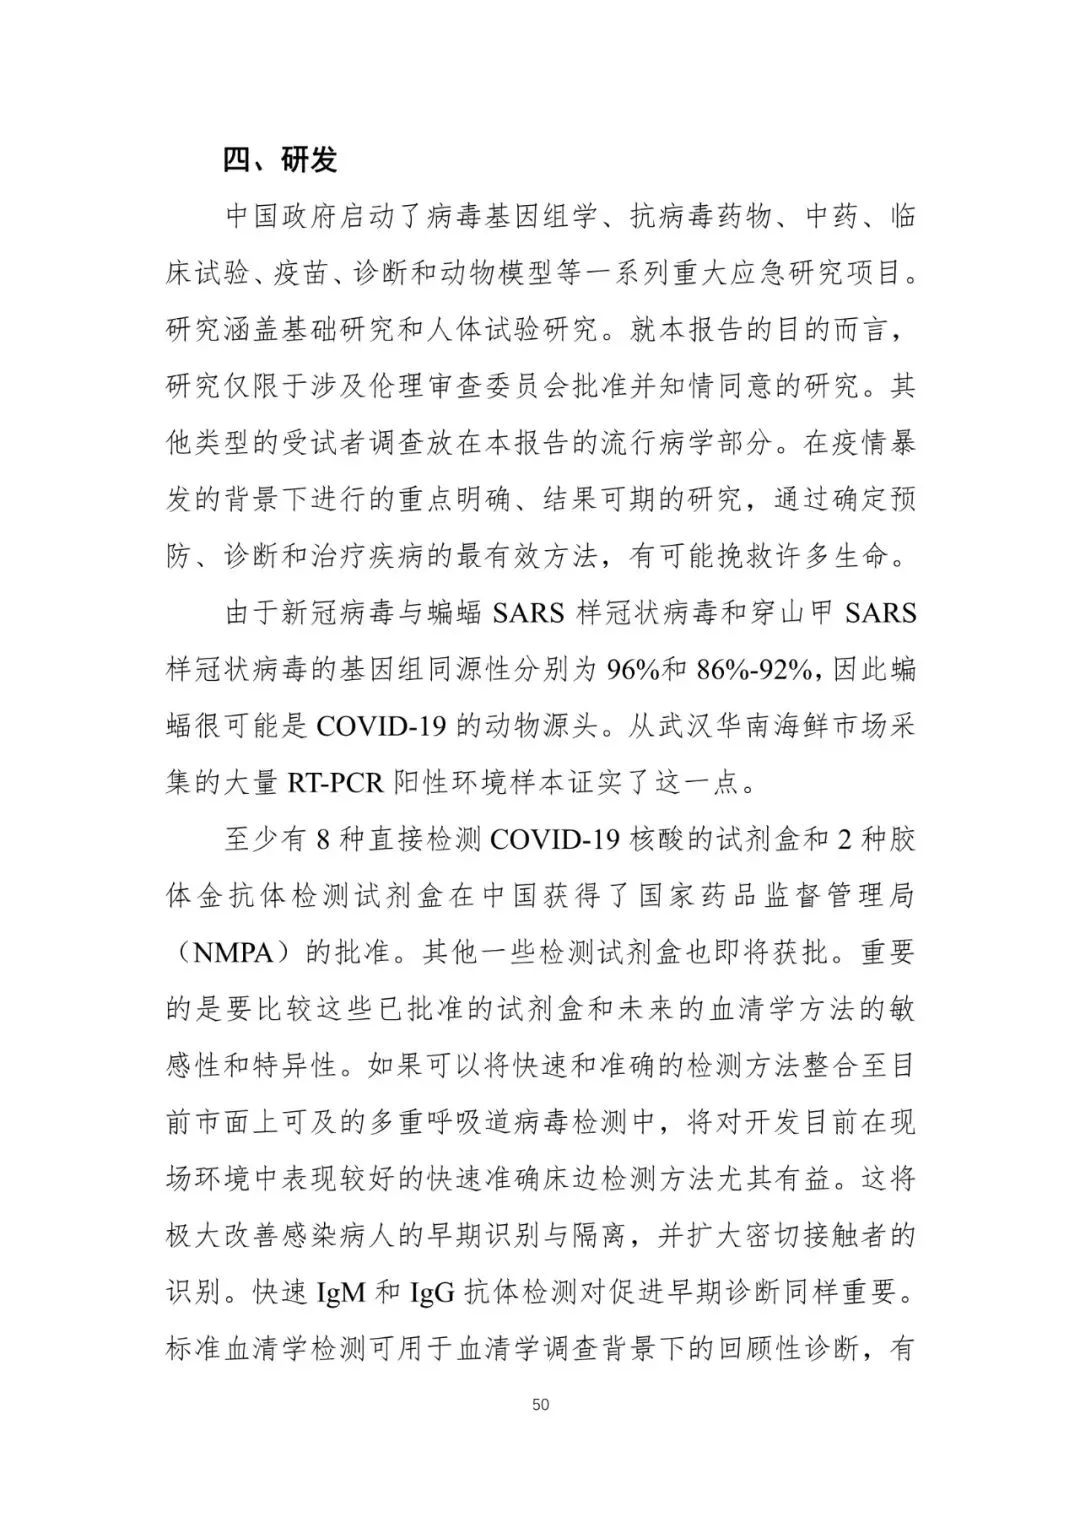 四、研发
中国政府启动了病毒基因组学、抗病毒药物、中药、临
床试验、疫苗、诊断和动物模型等一系列重大应急研究项目。
研究涵盖基础研究和人体试验研究。就本报告的目的而言，
研究仅限于涉及伦理审查委员会批准并知情同意的研究。其
他类型的受试者调查放在本报告的流行病学部分。在疫情暴
发的背景下进行的重点明确、结果可期的研究，通过确定预
防、诊断和治疗疾病的最有效方法，有可能挽救许多生命。
由于新冠病毒与蝙蝠 SARS 样冠状病毒和穿山甲 SARS
样冠状病毒的基因组同源性分别为 96%和 86%-92%，因此蝙
蝠很可能是 COVID-19 的动物源头。从武汉华南海鲜市场采
集的大量 RT-PCR 阳性环境样本证实了这一点。
至少有 8 种直接检测 COVID-19 核酸的试剂盒和 2 种胶
体金抗体检测试剂盒在中国获得了国家药品监督管理局
（NMPA）的批准。其他一些检测试剂盒也即将获批。重要
的是要比较这些已批准的试剂盒和未来的血清学方法的敏
感性和特异性。如果可以将快速和准确的检测方法整合至目
前市面上可及的多重呼吸道病毒检测中，将对开发目前在现
场环境中表现较好的快速准确床边检测方法尤其有益。这将
极大改善感染病人的早期识别与隔离，并扩大密切接触者的
识别。快速 IgM 和 IgG 抗体检测对促进早期诊断同样重要。
标准血清学检测可用于血清学调查背景下的回顾性诊断，有
50